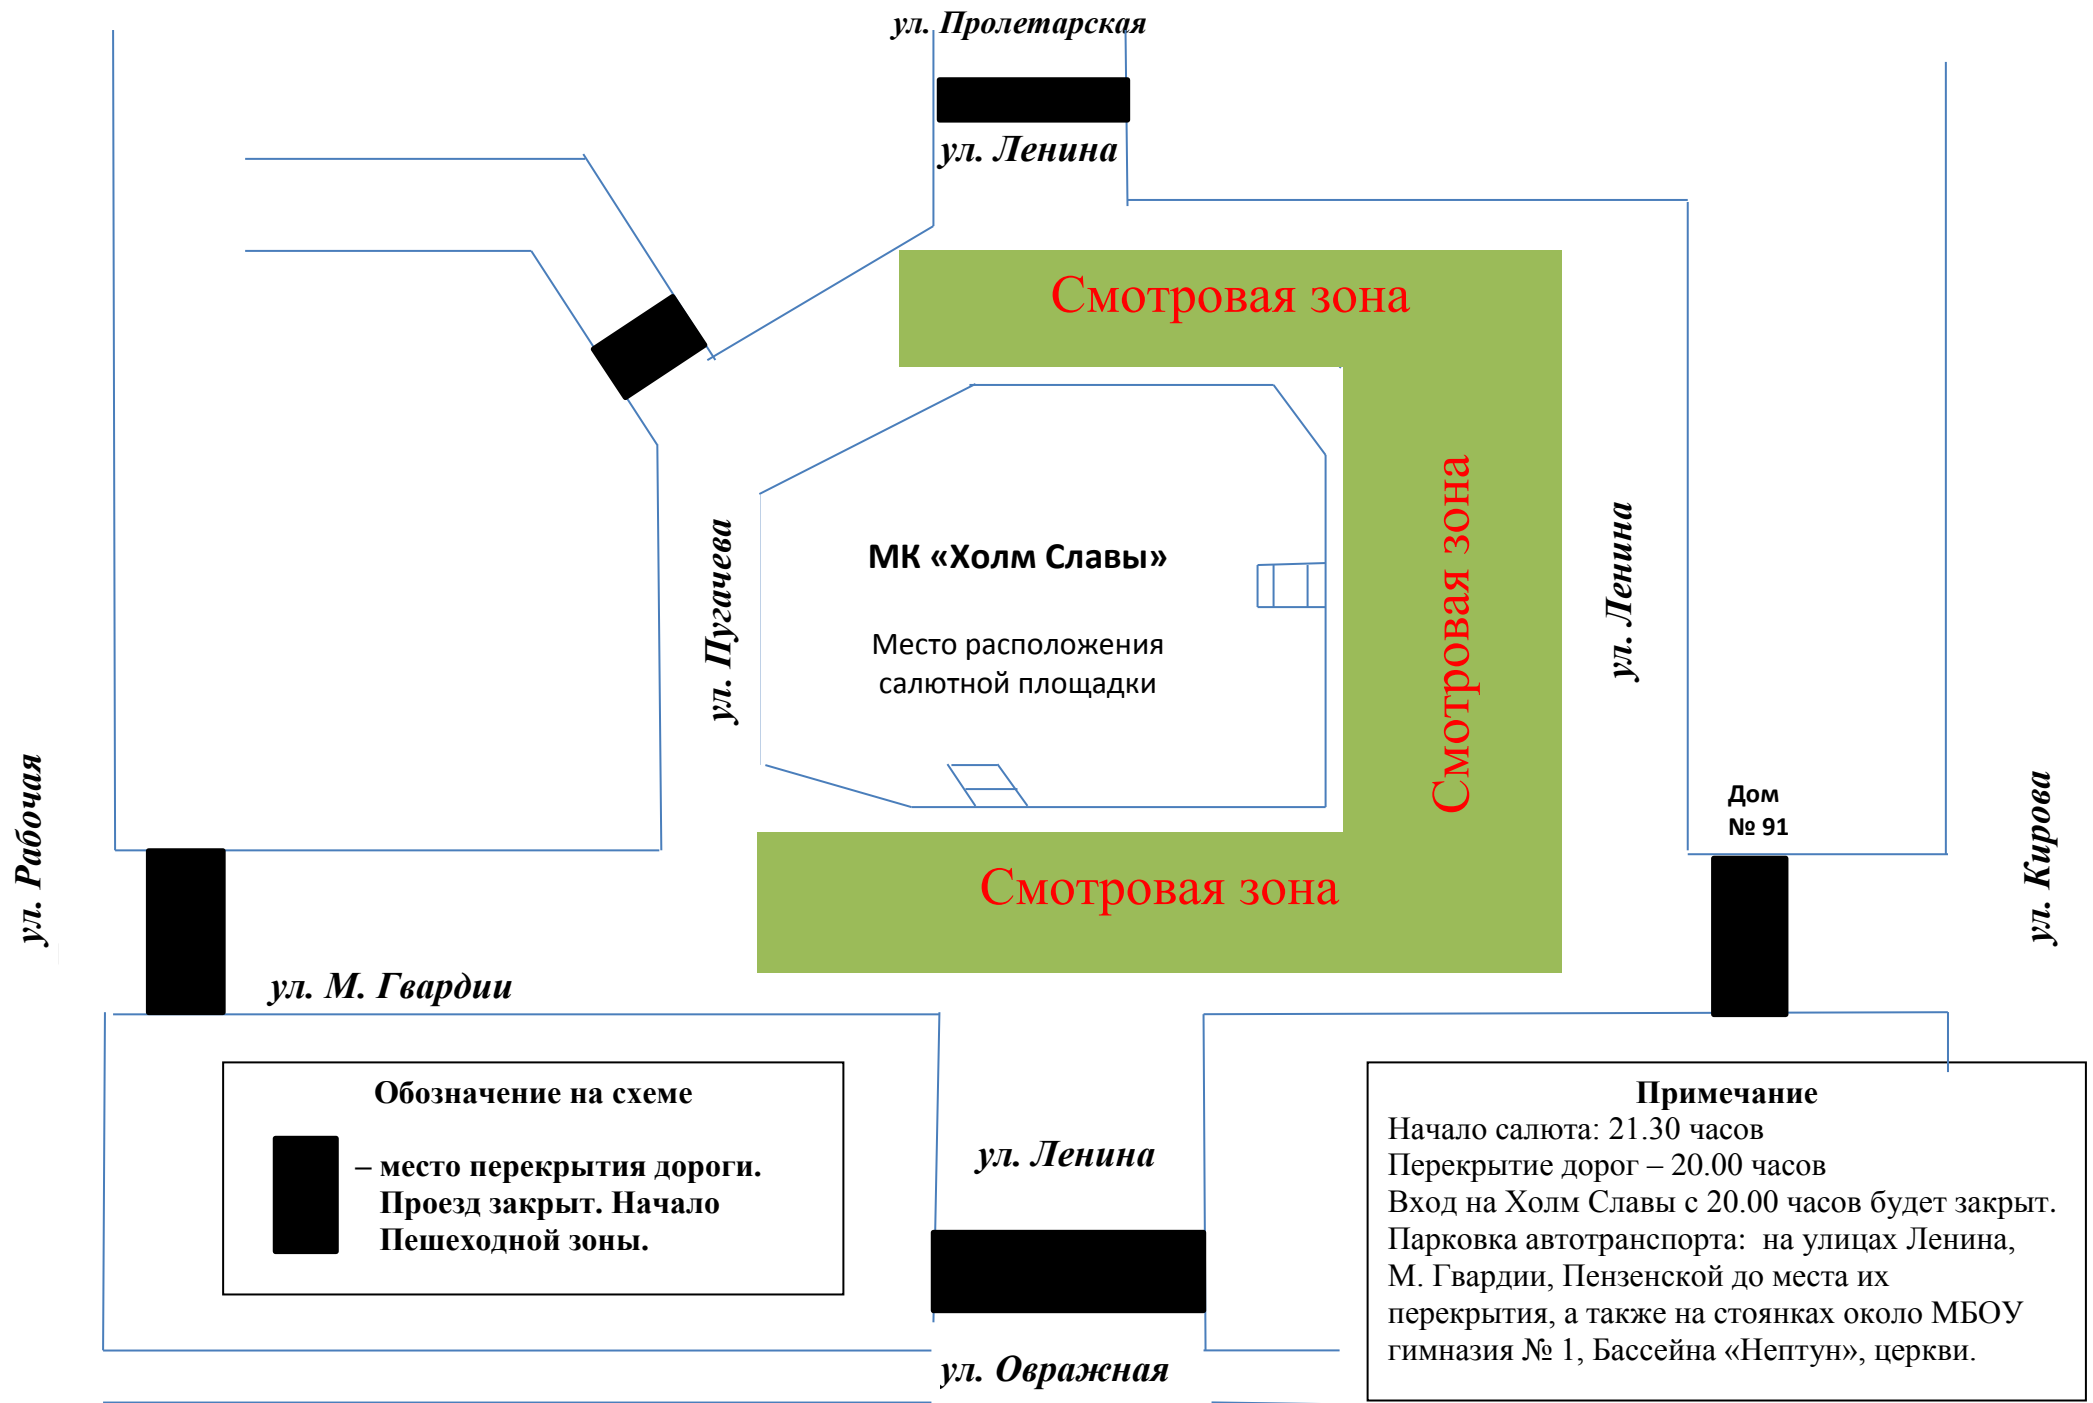 ул. Пролетарская
ул. Ленина
Смотровая зона
Смотровая зона
ул. Ленина
ул. Пугачева
МК «Холм Славы»
Место расположения
салютной площадки
ул. Рабочая
Дом
№ 91
ул. Кирова
Смотровая зона
ул. М. Гвардии
Обозначение на схеме
– место перекрытия дороги.
Проезд закрыт. Начало
Пешеходной зоны.
ул. Ленина
ул. Овражная
Примечание
Начало салюта: 21.30 часов
Перекрытие дорог – 20.00 часов
Вход на Холм Славы с 20.00 часов будет закрыт.
Парковка автотранспорта: на улицах Ленина,
М. Гвардии, Пензенской до места их
перекрытия, а также на стоянках около МБОУ
гимназия № 1, Бассейна «Нептун», церкви.